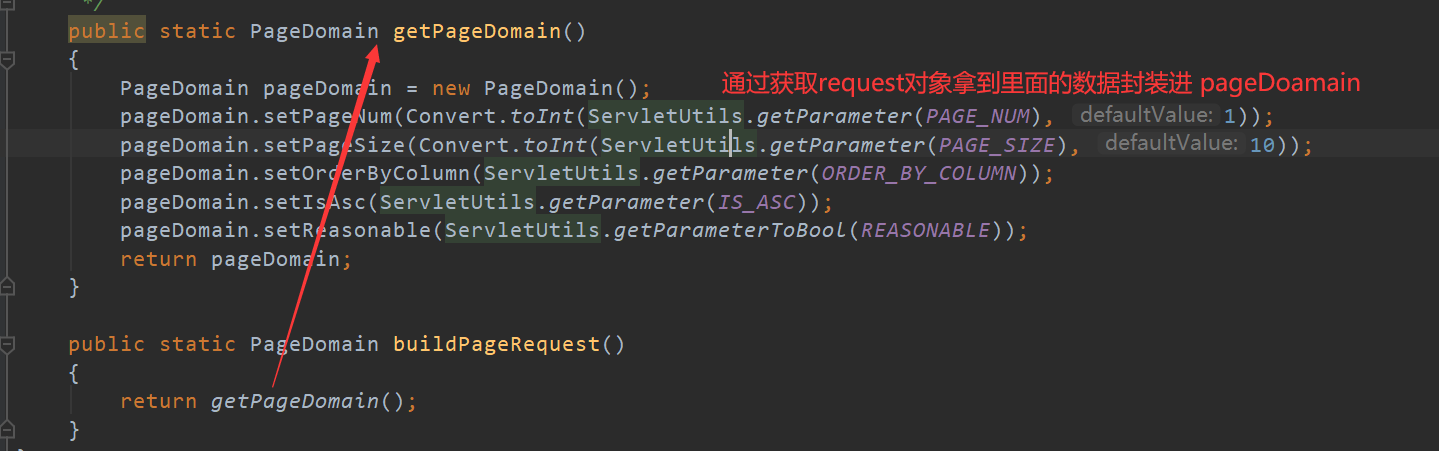 */
public static PageDomain getPageDomain()
{
PageDomain pageDomain = new PageDomain();
通过获取request对象拿到里面的数据封装进 pageDoamain
pageDomain.setPageNum(Convert.toInt(ServletUtils.getParameter(PAGE_NUM), defaultValue: 1));
pageDomain.setPageSize(Convert.toInt(ServletUtils.getParameter(PAGE_SIZE), defaultValue: 10));
pageDomain.setOrderByColumn(ServletUtils.getParameter(ORDER_BY_COLUMN));
pageDomain.setIsAsc(ServletUtils.getParameter(IS_ASC));
pageDomain.setReasonable(ServletUtils.getParameterToBool(REASONABLE));
return pageDomain;
}
public static PageDomain buildPageRequest()
{
return getPageDomain();
}